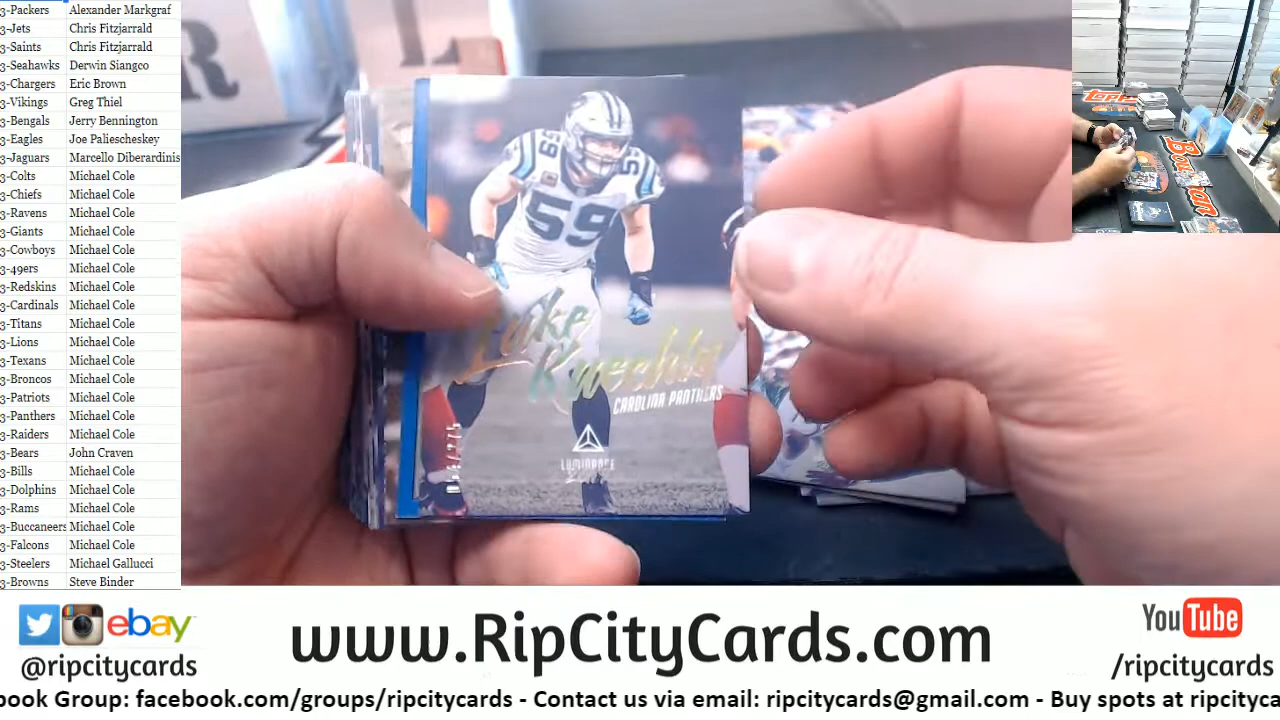 3-Packers Alexander Markgraf
3-Jets Chris Fitzjarrald
3-Saints Chris Fitzjarrald
3-Seahawks Derwin Siangco
3-Chargers Eric Brown
3-Vikings Greg Thiel
3-Bengals Jerry Bennington
3-Eagles Joe Paliescheskey
3-Jaguars Marcello Diberardinis
3-Colts Michael Cole
3-Chiefs Michael Cole
3-Ravens Michael Cole
3-Giants Michael Cole
3-Cowboys Michael Cole
3-49ers Michael Cole
3-Redskins Michael Cole
3-Cardinals Michael Cole
3-Titans Michael Cole
3-Lions Michael Cole
3-Texans Michael Cole
3-Broncos Michael Cole
3-Patriots Michael Cole
3-Panthers Michael Cole
3-Raiders Michael Cole
3-Bears John Craven
3-Bills Michael Cole
3-Dolphins Michael Cole
3-Rams Michael Cole
3-Buccaneers Michael Cole
3-Falcons Michael Cole
3-Steelers Michael Gallucci
3-Browns Steve Binder
59
59
Luke
Kuechly
CAROLINA PANTHERS
LUMINANCE
Topps
Bowman
ebay
@ripcitycards
www.RipCityCards.com
YouTube
/ripcitycards
book Group: facebook.com/groups/ripcitycards - Contact us via email: ripcitycards@gmail.com - Buy spots at ripcityca